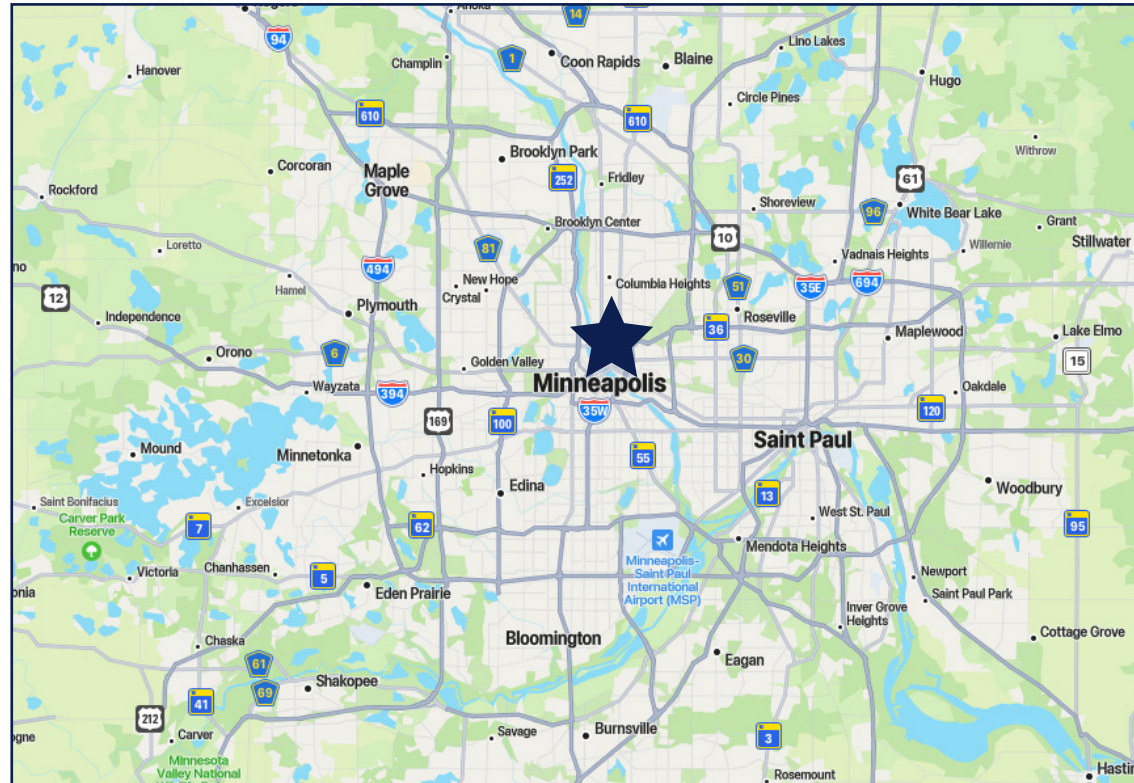 Anoka
14
94
Champlin
1
Coon Rapids
Blaine
Lino Lakes
Hanover
Hugo
Circle Pines
610
610
Withrow
Corcoran
Maple
Grove
Brooklyn Park
252
Fridley
61
Rockford
Shoreview
96
White Bear Lake
Brooklyn Center
Grant
10
Loretto
81
Vadnais Heights
Willernie
Stillwater
494
New Hope
Columbia Heights
51
35E
694
Hamel
Crystal
12
Plymouth
Roseville
Independence
36
Maplewood
Lake Elmo
Orono
6
Golden Valley
30
15
Wayzata
394
Minneapolis
Oakdale
169
100
35W
120
Mound
Minnetonka
55
Saint Paul
Hopkins
Edina
13
Woodbury
Saint Bonifacius
Excelsior
Carver Park
Reserve
7
62
West St. Paul
95
Minneapolis-
Saint Paul
International
Airport (MSP)
Mendota Heights
Victoria
Chanhassen
5
Eden Prairie
Newport
Saint Paul Park
Inver Grove
Heights
Chaska
Bloomington
Cottage Grove
61
Eagan
69
Shakopee
41
212
Burnsville
Carver
Savage
3
Minnesota
Valley National
Rosemount